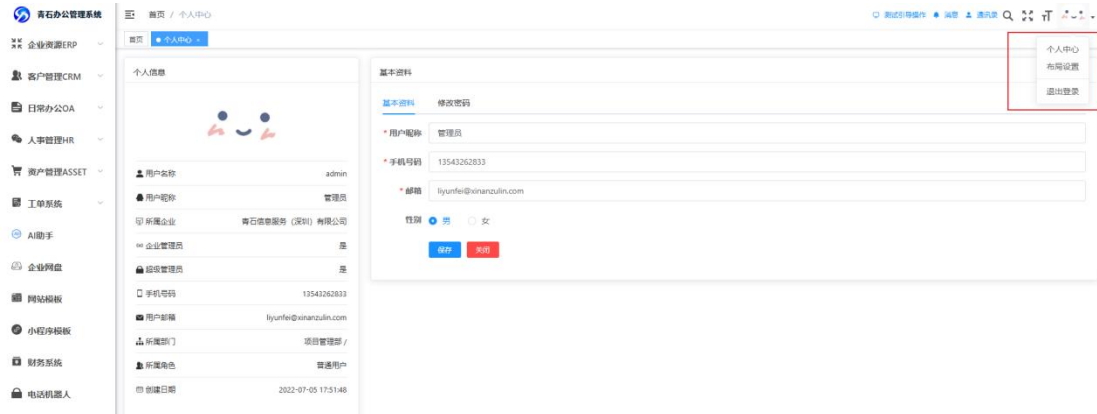 青石办公管理系统
首页 / 个人中心
测试引导操作 消息 通讯录
企业资源ERP
客户管理CRM
日常办公OA
人事管理HR
资产管理ASSET
工单系统
AI助手
企业网盘
网站模板
小程序模板
财务系统
电话机器人
首页 个人中心 ×
个人中心
布局设置
退出登录
个人信息
用户名称 admin
用户昵称 管理员
所属企业 青石信息服务（深圳）有限公司
企业管理员 是
超级管理员 是
手机号码 13543262833
用户邮箱 liyunfei@xinanzulin.com
所属部门 项目管理部 /
所属角色 普通用户
创建日期 2022-07-05 17:51:48
基本资料
基本资料 修改密码
* 用户昵称 管理员
* 手机号码 13543262833
* 邮箱 liyunfei@xinanzulin.com
性别 男 女
保存 关闭